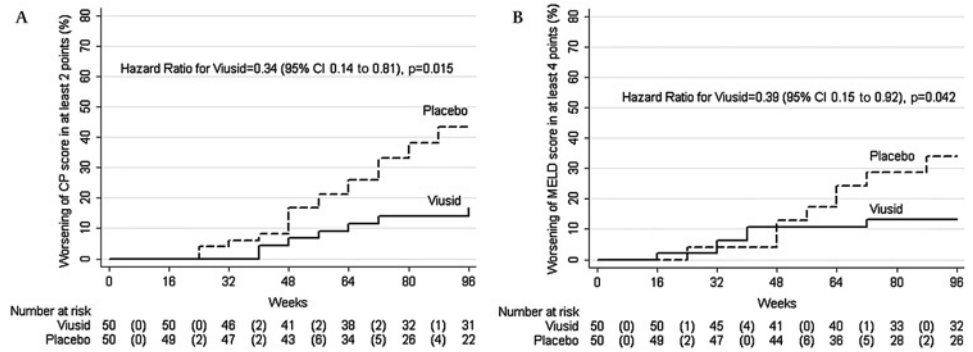 A
Worsening of CP score in at least 2 points (%)
80
70
60
50
40
30
20
10
0
Hazard Ratio for Viusid=0.34 (95% CI 0.14 to 0.81), p=0.015
Placebo
Viusid
0 16 32 48 64 80 96
Weeks
Number at risk
Viusid 50 (0) 50 (0) 46 (2) 41 (2) 38 (2) 32 (1) 31
Placebo 50 (0) 49 (2) 47 (2) 43 (6) 34 (5) 26 (4) 22
B
Worsening of MELD score in at least 4 points (%)
80
70
60
50
40
30
20
10
0
Hazard Ratio for Viusid=0.39 (95% CI 0.15 to 0.92), p=0.042
Placebo
Viusid
0 16 32 48 64 80 96
Weeks
Number at risk
Viusid 50 (0) 50 (1) 45 (4) 41 (0) 40 (1) 33 (0) 32
Placebo 50 (0) 49 (2) 47 (0) 44 (8) 36 (5) 28 (2) 28